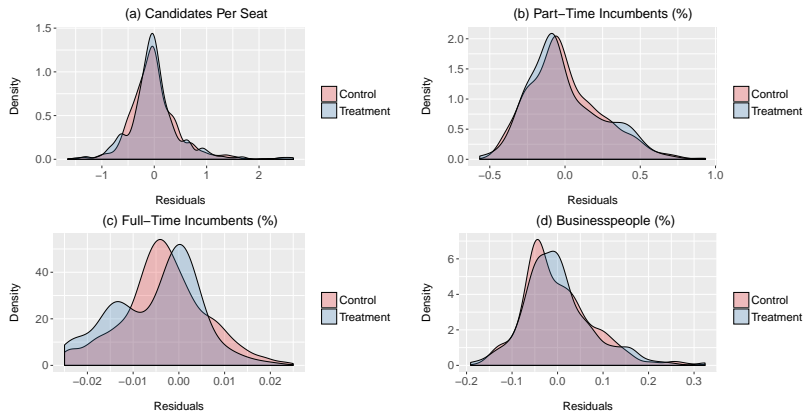 (a) Candidates Per Seat
Density
1.5
1.0
0.5
0.0
−1
0
1
2
Residuals
Control
Treatment
(b) Part−Time Incumbents (%)
Density
2.0
1.5
1.0
0.5
0.0
−0.5
0.0
0.5
1.0
Residuals
Control
Treatment
(c) Full−Time Incumbents (%)
Density
40
20
0
−0.02
−0.01
0.00
0.01
0.02
Residuals
Control
Treatment
(d) Businesspeople (%)
Density
6
4
2
0
−0.2
−0.1
0.0
0.1
0.2
0.3
Residuals
Control
Treatment